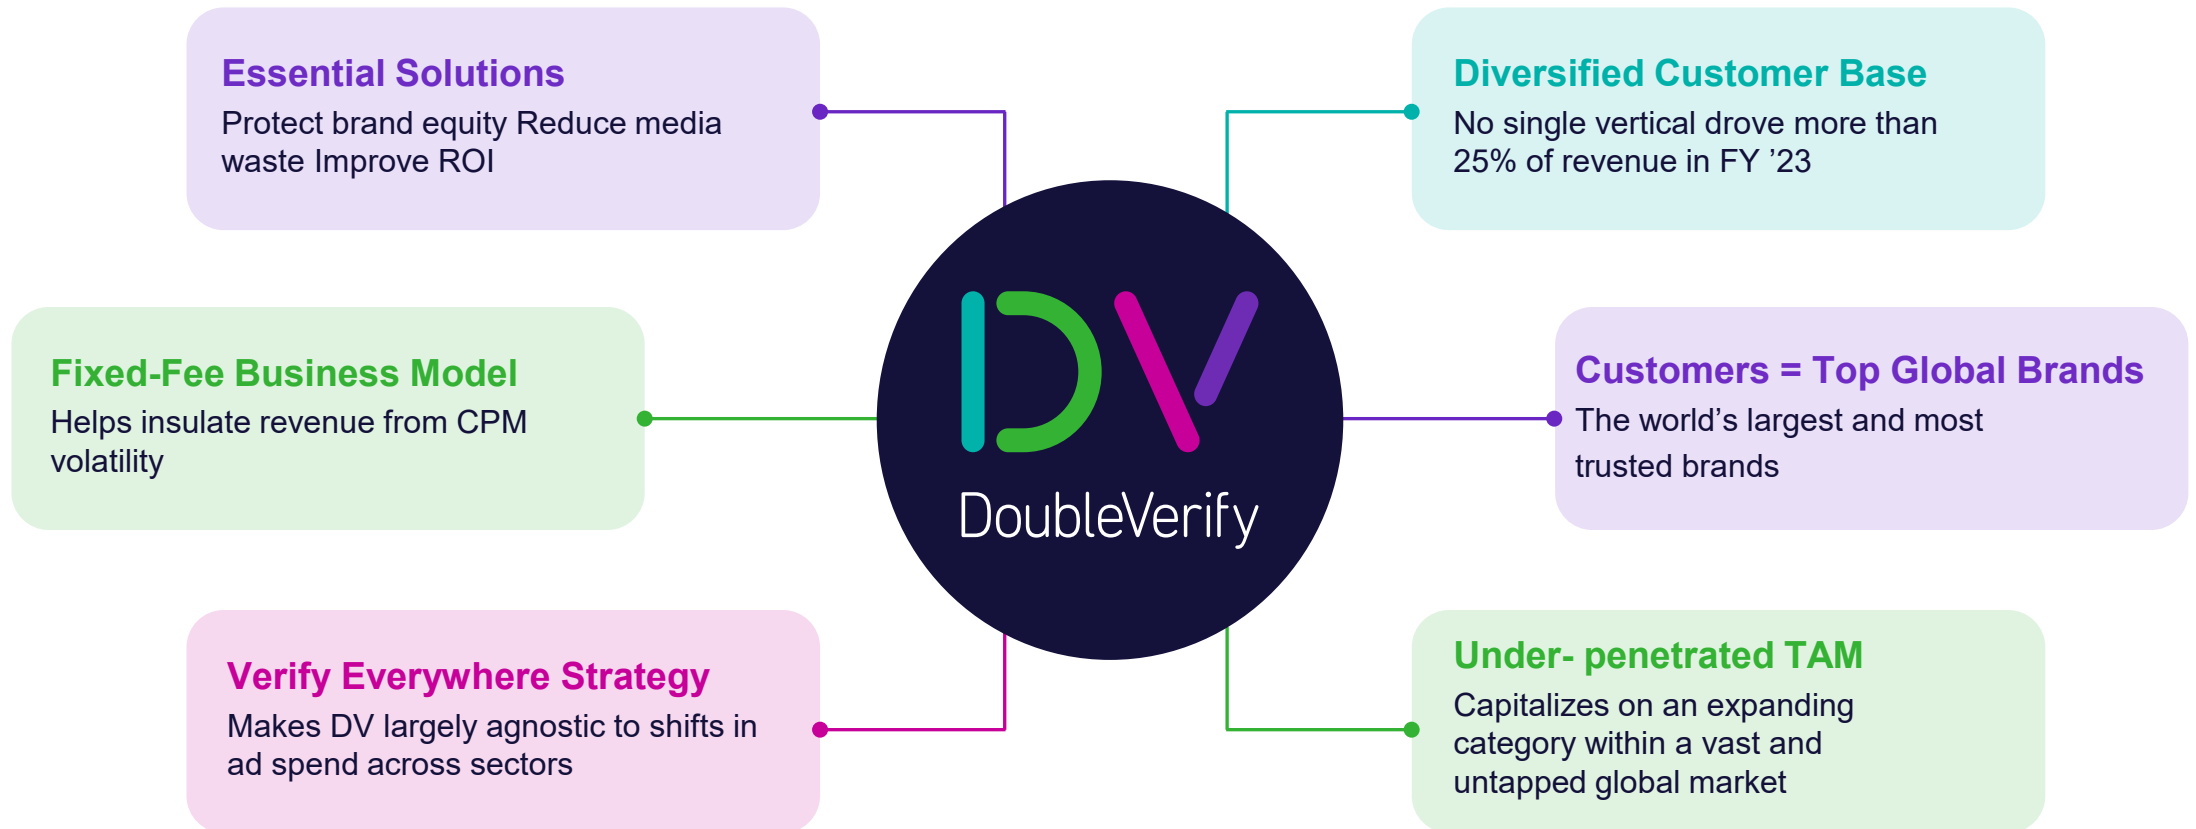 Essential Solutions
Protect brand equity Reduce media
waste Improve ROI
Diversified Customer Base
No single vertical drove more than
25% of revenue in FY ’23
Fixed-Fee Business Model
Helps insulate revenue from CPM
volatility
DV
DoubleVerify
Customers = Top Global Brands
The world’s largest and most
trusted brands
Verify Everywhere Strategy
Makes DV largely agnostic to shifts in
ad spend across sectors
Under- penetrated TAM
Capitalizes on an expanding
category within a vast and
untapped global market